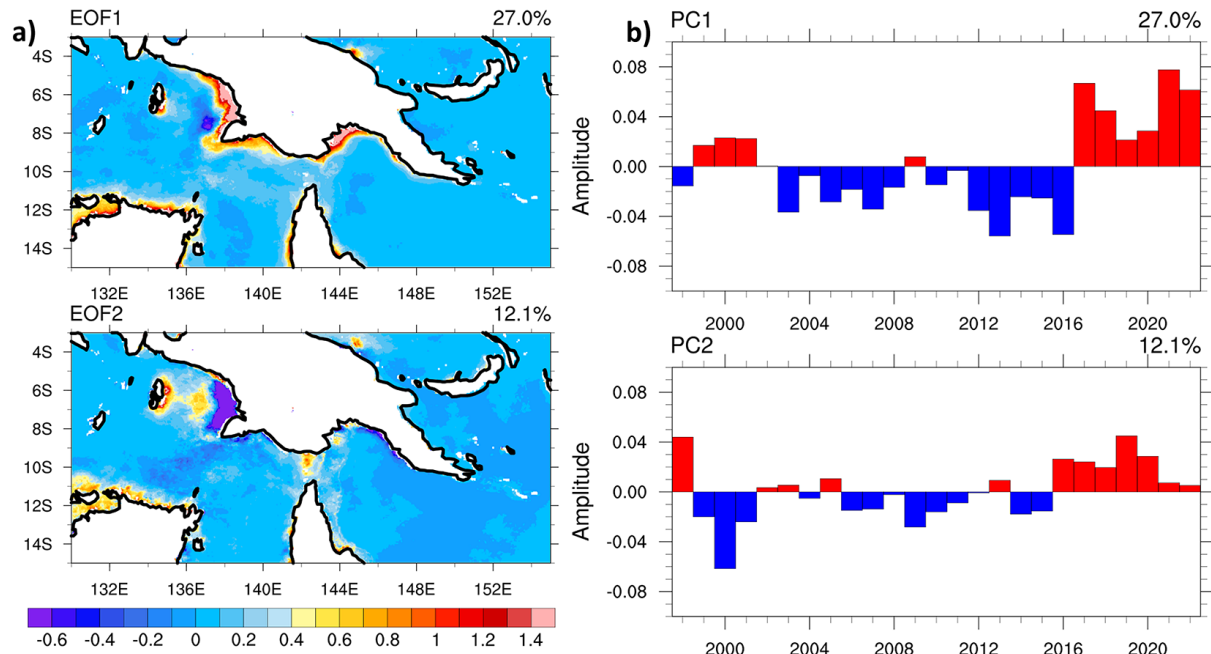 a)
EOF1 27.0%
4S
6S
8S
10S
12S
14S
132E 136E 140E 144E 148E 152E
EOF2 12.1%
4S
6S
8S
10S
12S
14S
132E 136E 140E 144E 148E 152E
-0.6 -0.4 -0.2 0 0.2 0.4 0.6 0.8 1 1.2 1.4
b)
PC1 27.0%
Amplitude
0.08
0.04
0.00
-0.04
-0.08
2000 2004 2008 2012 2016 2020
PC2 12.1%
Amplitude
0.08
0.04
0.00
-0.04
-0.08
2000 2004 2008 2012 2016 2020